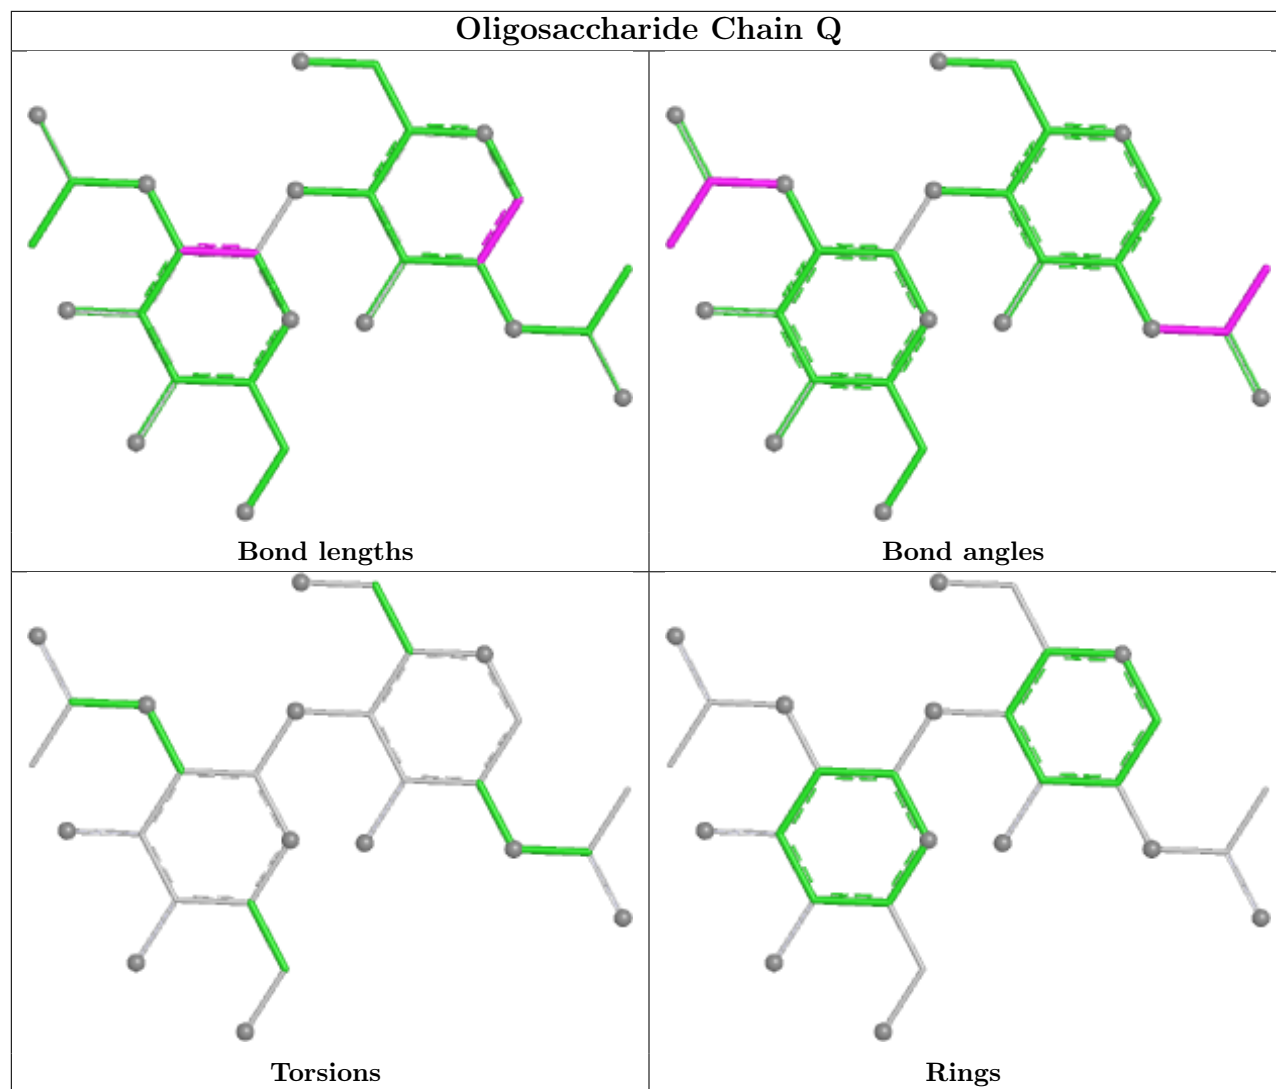 Oligosaccharide Chain Q
Bond lengths
Bond angles
Torsions
Rings